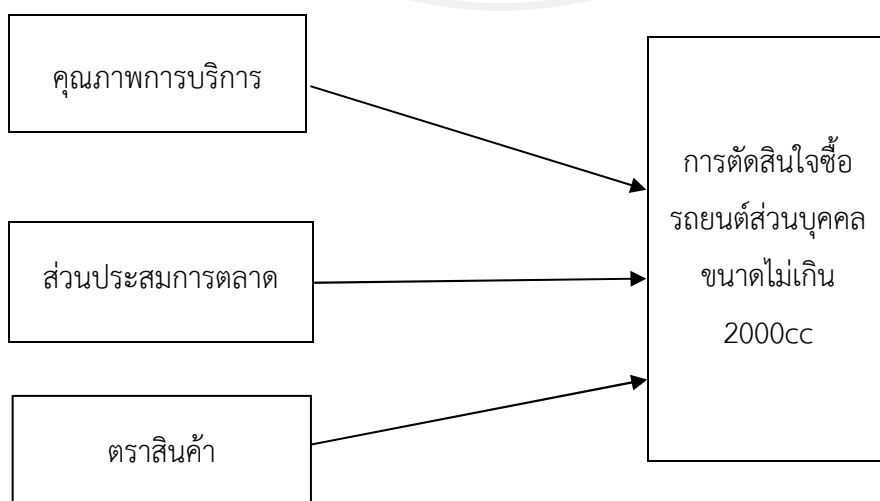 คุณภาพการบริการ
ส่วนประสมการตลาด
ตราสินค้า
การตัดสินใจซื้อ
รถยนต์ส่วนบุคคล
ขนาดไม่เกิน
2000cc